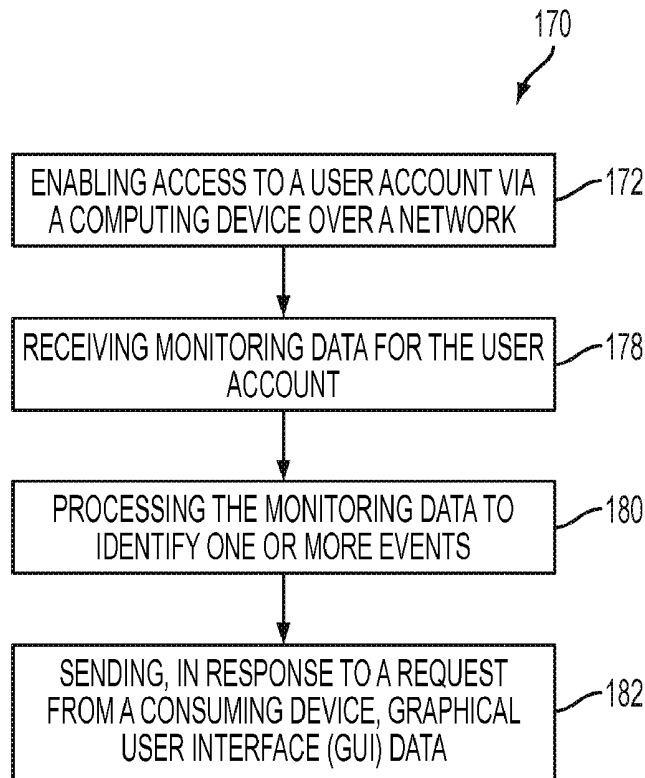 170
ENABLING ACCESS TO A USER ACCOUNT VIA
A COMPUTING DEVICE OVER A NETWORK
172
RECEIVING MONITORING DATA FOR THE USER
ACCOUNT
178
PROCESSING THE MONITORING DATA TO
IDENTIFY ONE OR MORE EVENTS
180
SENDING, IN RESPONSE TO A REQUEST
FROM A CONSUMING DEVICE, GRAPHICAL
USER INTERFACE (GUI) DATA
182